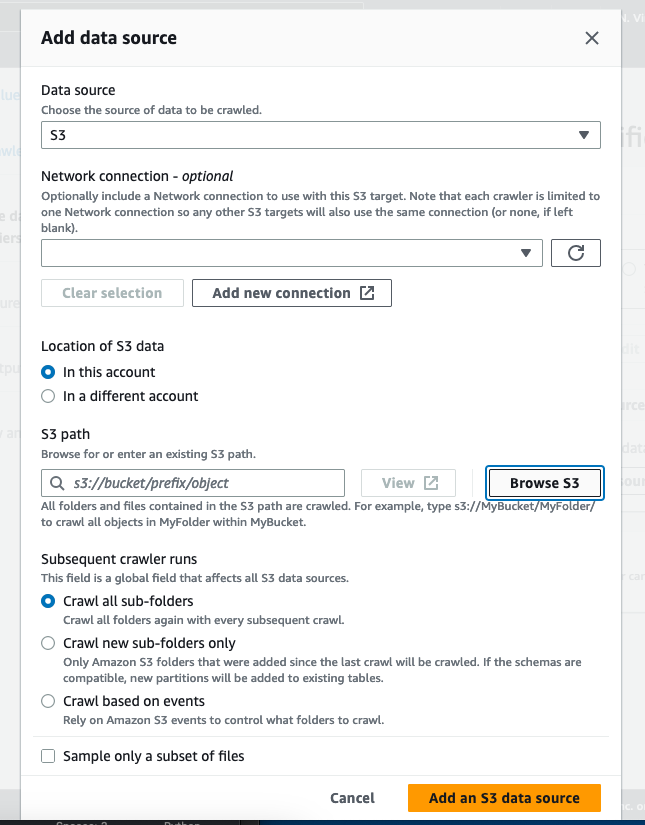 Add data source
Data source
Choose the source of data to be crawled.
S3
Network connection - optional
Optionally include a Network connection to use with this S3 target. Note that each crawler is limited to
one Network connection so any other S3 targets will also use the same connection (or none, if left
blank).
Clear selection
Add new connection
Location of S3 data
In this account
In a different account
S3 path
Browse for or enter an existing S3 path.
s3://bucket/prefix/object
View
Browse S3
All folders and files contained in the S3 path are crawled. For example, type s3://MyBucket/MyFolder/
to crawl all objects in MyFolder within MyBucket.
Subsequent crawler runs
This field is a global field that affects all S3 data sources.
Crawl all sub-folders
Crawl all folders again with every subsequent crawl.
Crawl new sub-folders only
Only Amazon S3 folders that were added since the last crawl will be crawled. If the schemas are
compatible, new partitions will be added to existing tables.
Crawl based on events
Rely on Amazon S3 events to control what folders to crawl.
Sample only a subset of files
Cancel
Add an S3 data source